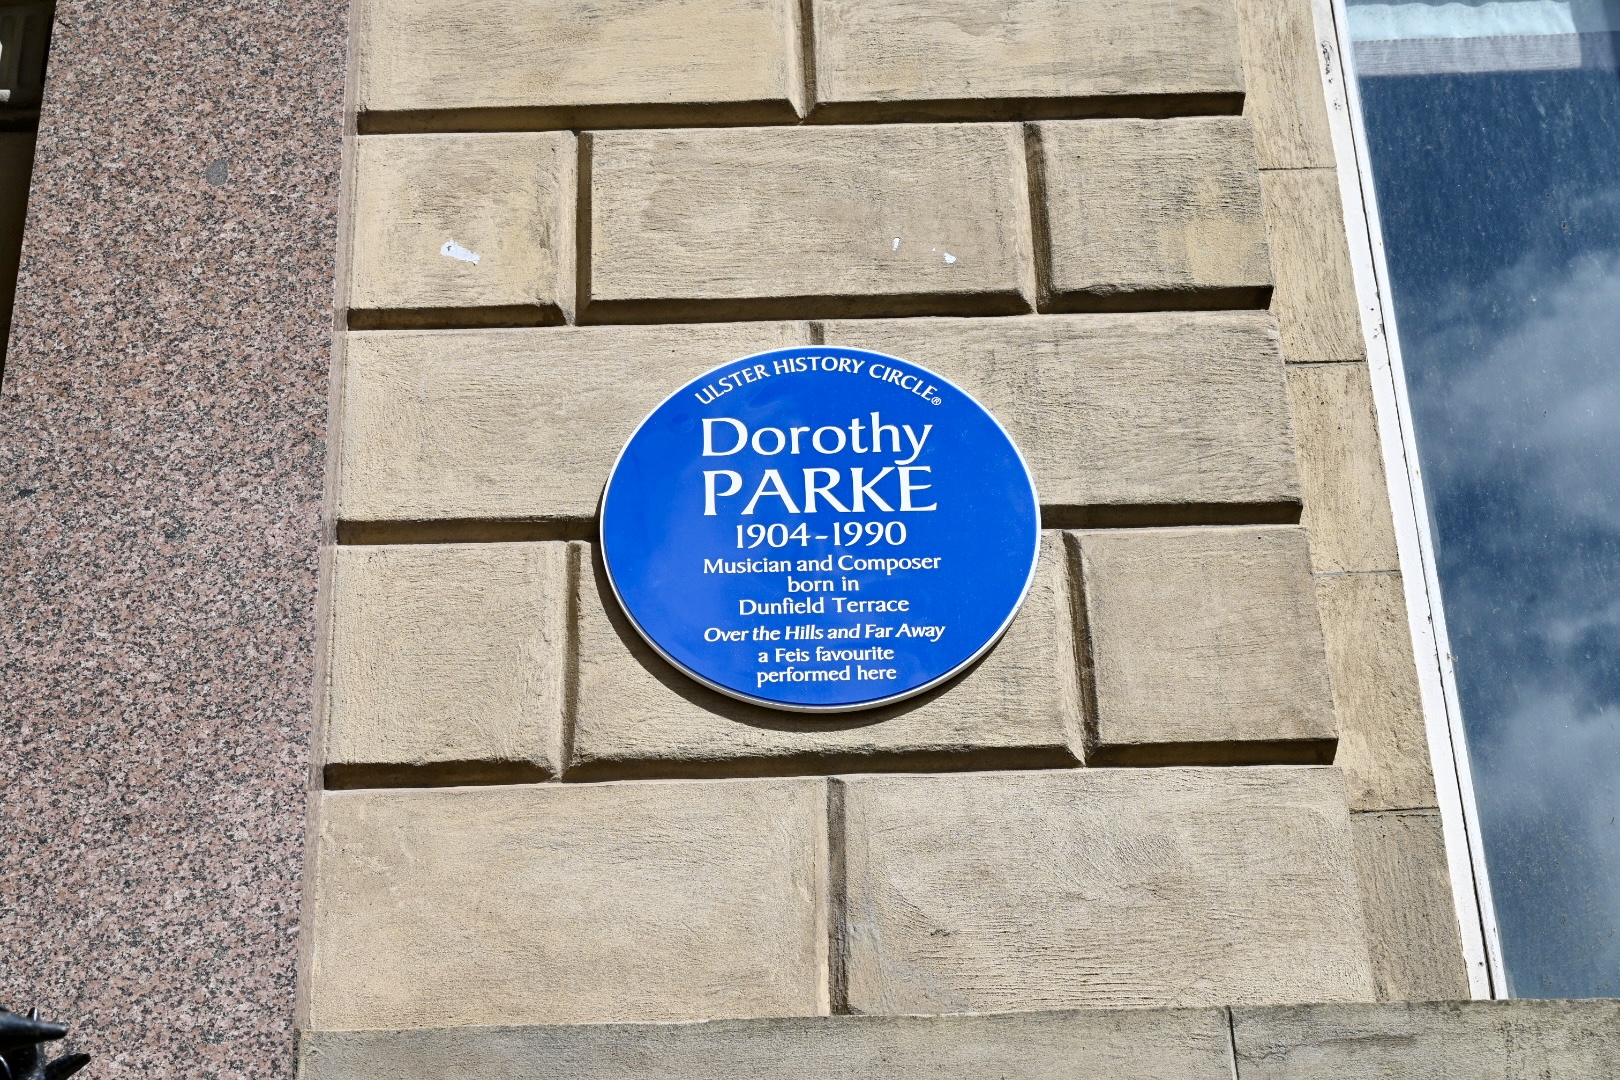 ULSTER HISTORY CIRCLE®
Dorothy
PARKE
1904-1990
Musician and Composer
born in
Dunfield Terrace
Over the Hills and Far Away
a Feis favourite
performed here